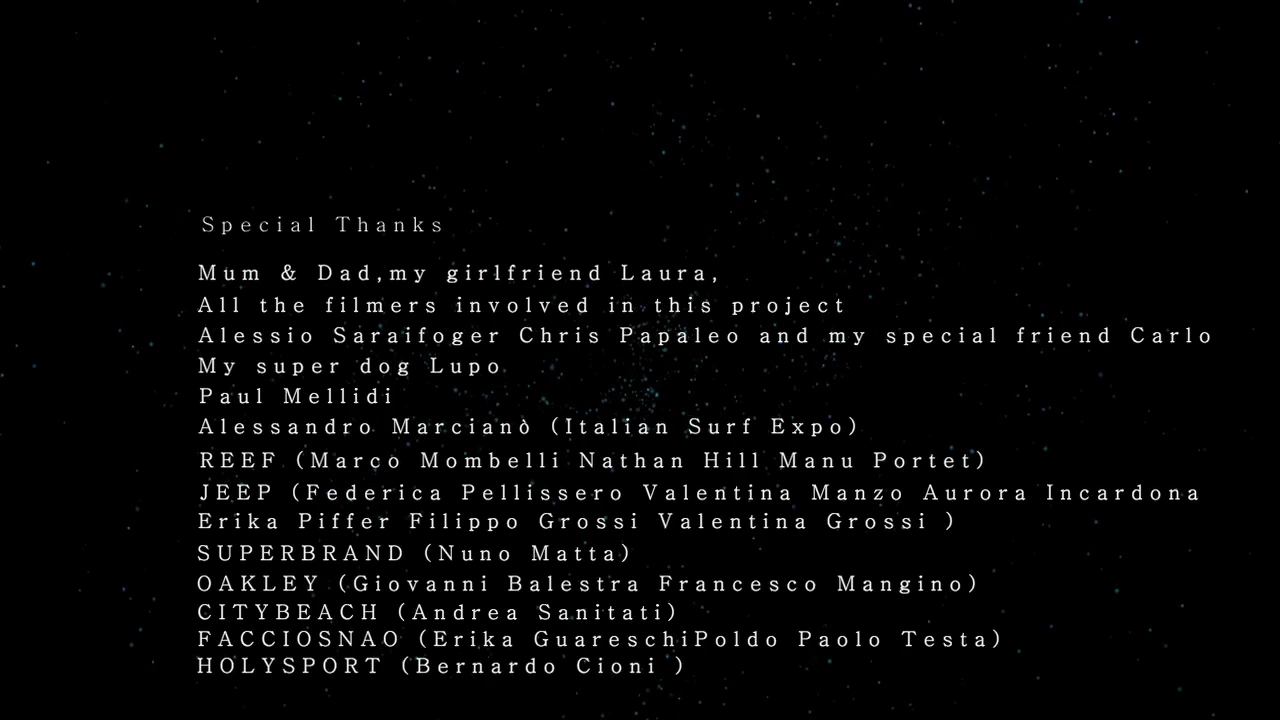 Special Thanks
Mum & Dad,my girlfriend Laura,
All the filmers involved in this project
Alessio Saraifoger Chris Papaleo and my special friend Carlo
My super dog Lupo
Paul Mellidi
Alessandro Marcianò (Italian Surf Expo)
REEF (Marco Mombelli Nathan Hill Manu Portet)
JEEP (Federica Pellissero Valentina Manzo Aurora Incardona
Erika Piffer Filippo Grossi Valentina Grossi )
SUPERBRAND (Nuno Matta)
OAKLEY (Giovanni Balestra Francesco Mangino)
CITYBEACH (Andrea Sanitati)
FACCIOSNAO (Erika GuareschiPoldo Paolo Testa)
HOLYSPORT (Bernardo Cioni )